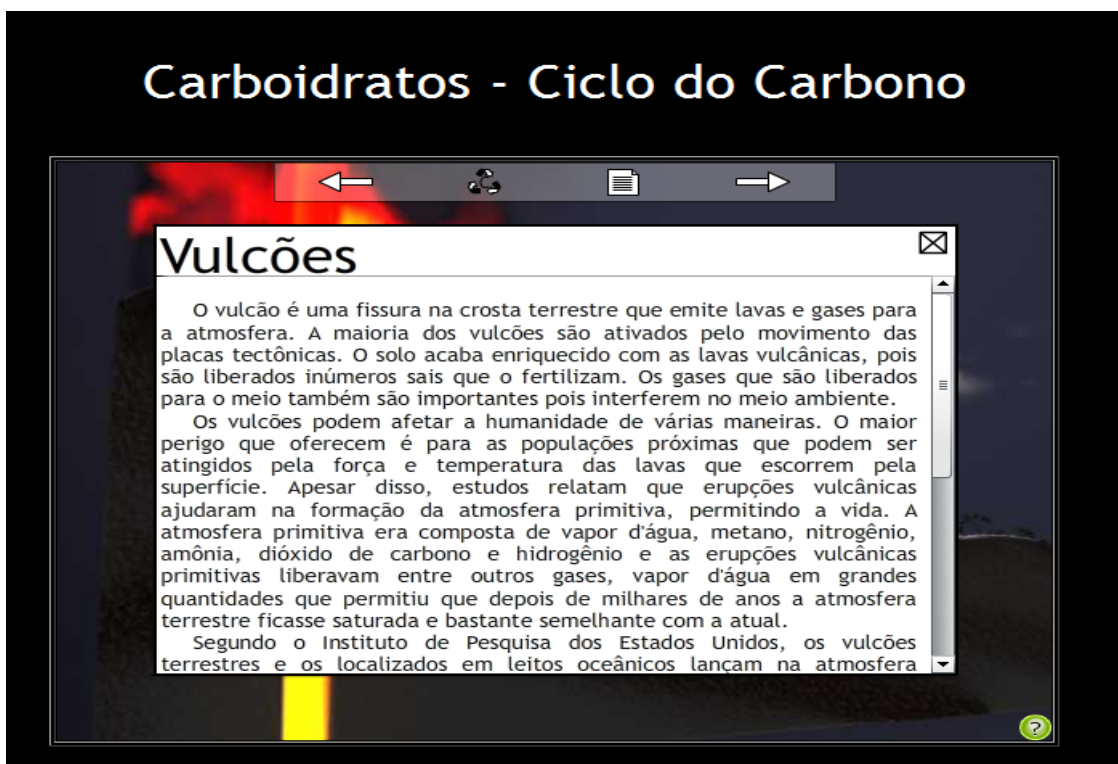 Carboidratos - Ciclo do Carbono
Vulcões
O vulcão é uma fissura na crosta terrestre que emite lavas e gases para
a atmosfera. A maioria dos vulcões são ativados pelo movimento das
placas tectônicas. O solo acaba enriquecido com as lavas vulcânicas, pois
são liberados inúmeros sais que o fertilizam. Os gases que são liberados
para o meio também são importantes pois interferem no meio ambiente.
Os vulcões podem afetar a humanidade de várias maneiras. O maior
perigo que oferecem é para as populações próximas que podem ser
atingidos pela força e temperatura das lavas que escorrem pela
superfície. Apesar disso, estudos relatam que erupções vulcânicas
ajudaram na formação da atmosfera primitiva, permitindo a vida. A
atmosfera primitiva era composta de vapor d'água, metano, nitrogênio,
amônia, dióxido de carbono e hidrogênio e as erupções vulcânicas
primitivas liberavam entre outros gases, vapor d'água em grandes
quantidades que permitiu que depois de milhares de anos a atmosfera
terrestre ficasse saturada e bastante semelhante com a atual.
Segundo o Instituto de Pesquisa dos Estados Unidos, os vulcões
terrestres e os localizados em leitos oceânicos lançam na atmosfera
?